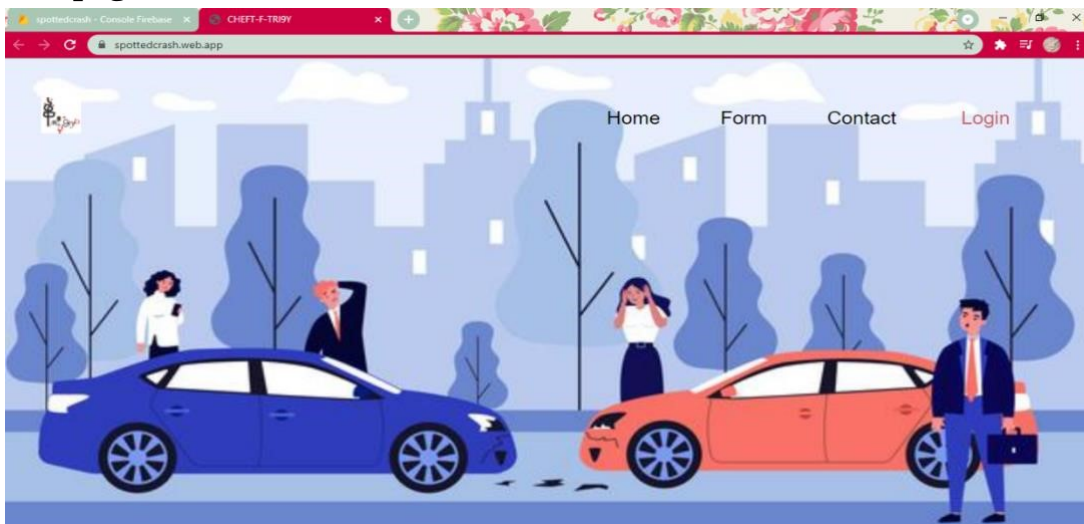 spottedcrash - Console Firebase
CHEFT-F-TRI9Y
spottedcrash.web.app
Home Form Contact Login